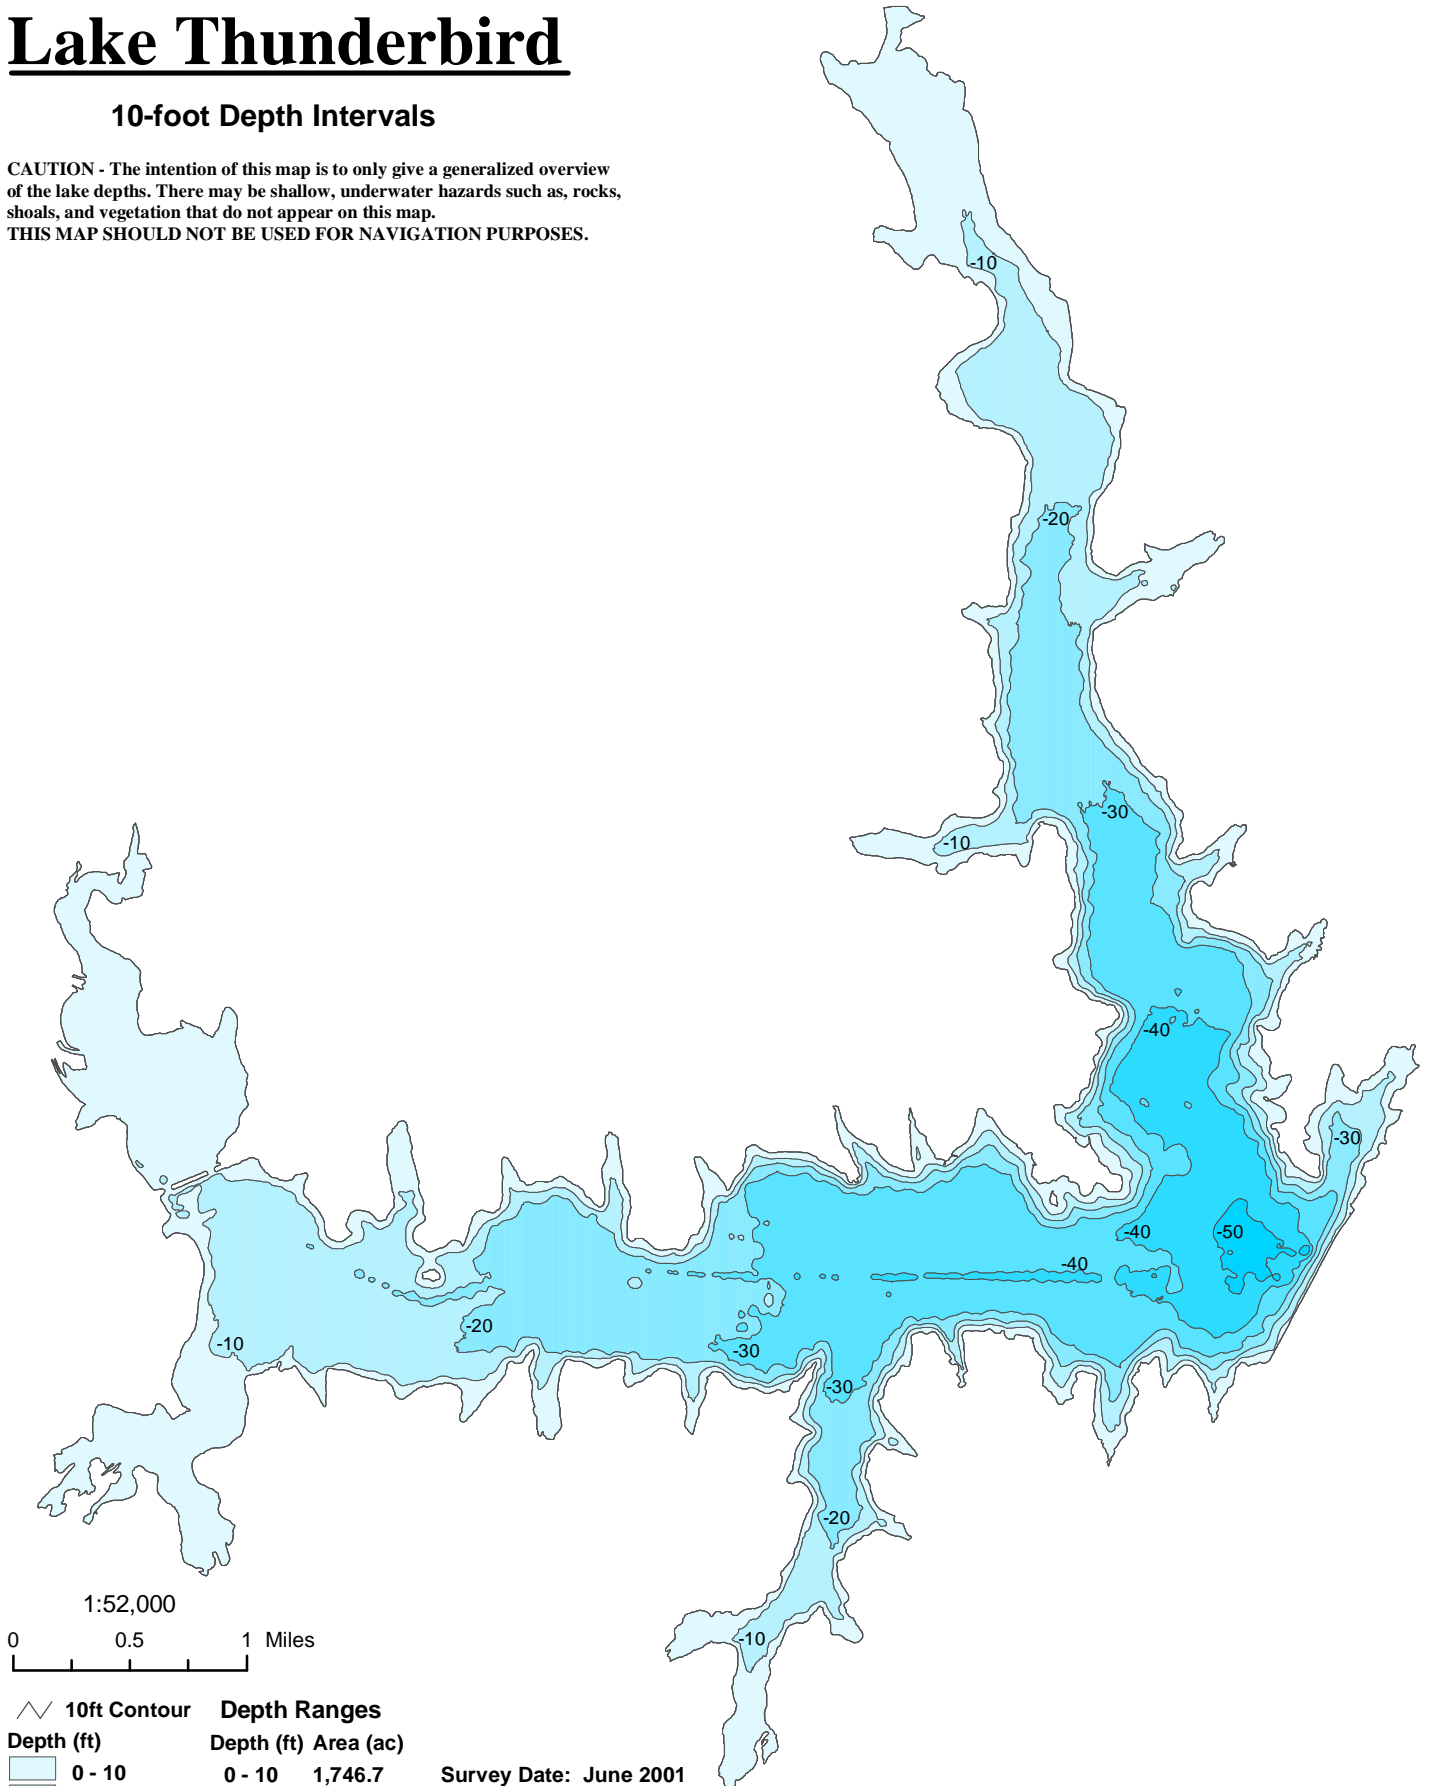 Lake Thunderbird
10-foot Depth Intervals
CAUTION - The intention of this map is to only give a generalized overview
of the lake depths. There may be shallow, underwater hazards such as, rocks,
shoals, and vegetation that do not appear on this map.
THIS MAP SHOULD NOT BE USED FOR NAVIGATION PURPOSES.
-10
-20
-30
-10
-40
-30
-40
-50
-40
-20
-10
-30
-30
-20
-10
1:52,000
0 0.5 1 Miles
10ft Contour Depth Ranges
Depth (ft) Depth (ft) Area (ac)
0 - 10 0 - 10 1,746.7 Survey Date: June 2001